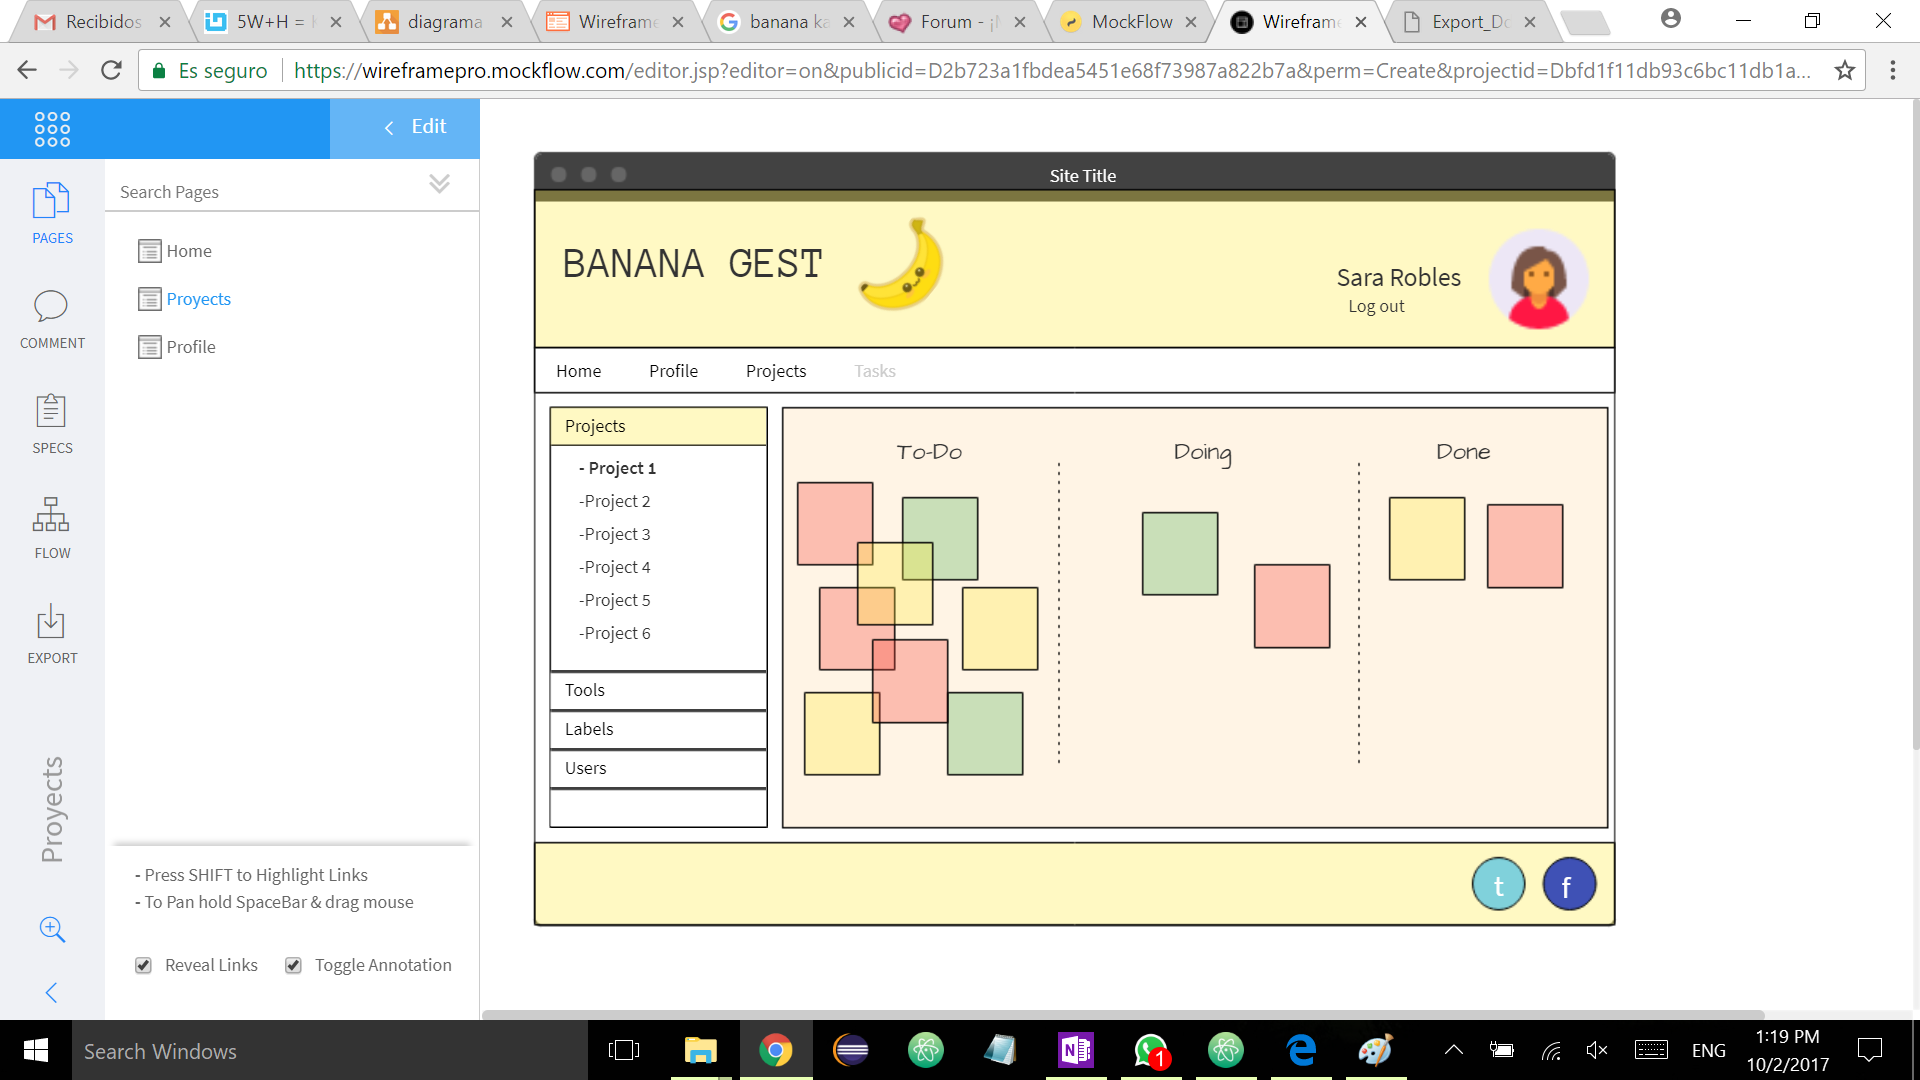 Recibidos
5W+H =
diagrama
Wireframe
banana ka
Forum - ¡
MockFlow
Wirefram
Export_Do
Es seguro
https://wireframepro.mockflow.com/editor.jsp?editor=on&publicid=D2b723a1fbdea5451e68f73987a822b7a&perm=Create&projectid=Dbfd1f11db93c6bc11db1a...
Edit
Search Pages
PAGES
COMMENT
SPECS
FLOW
EXPORT
Proyects
Home
Proyects
Profile
- Press SHIFT to Highlight Links
- To Pan hold SpaceBar & drag mouse
Reveal Links
Toggle Annotation
Site Title
BANANA GEST
Sara Robles
Log out
Home
Profile
Projects
Tasks
Projects
- Project 1
-Project 2
-Project 3
-Project 4
-Project 5
-Project 6
Tools
Labels
Users
To-Do
Doing
Done
t
f
Search Windows
N
1
ENG
1:19 PM
10/2/2017